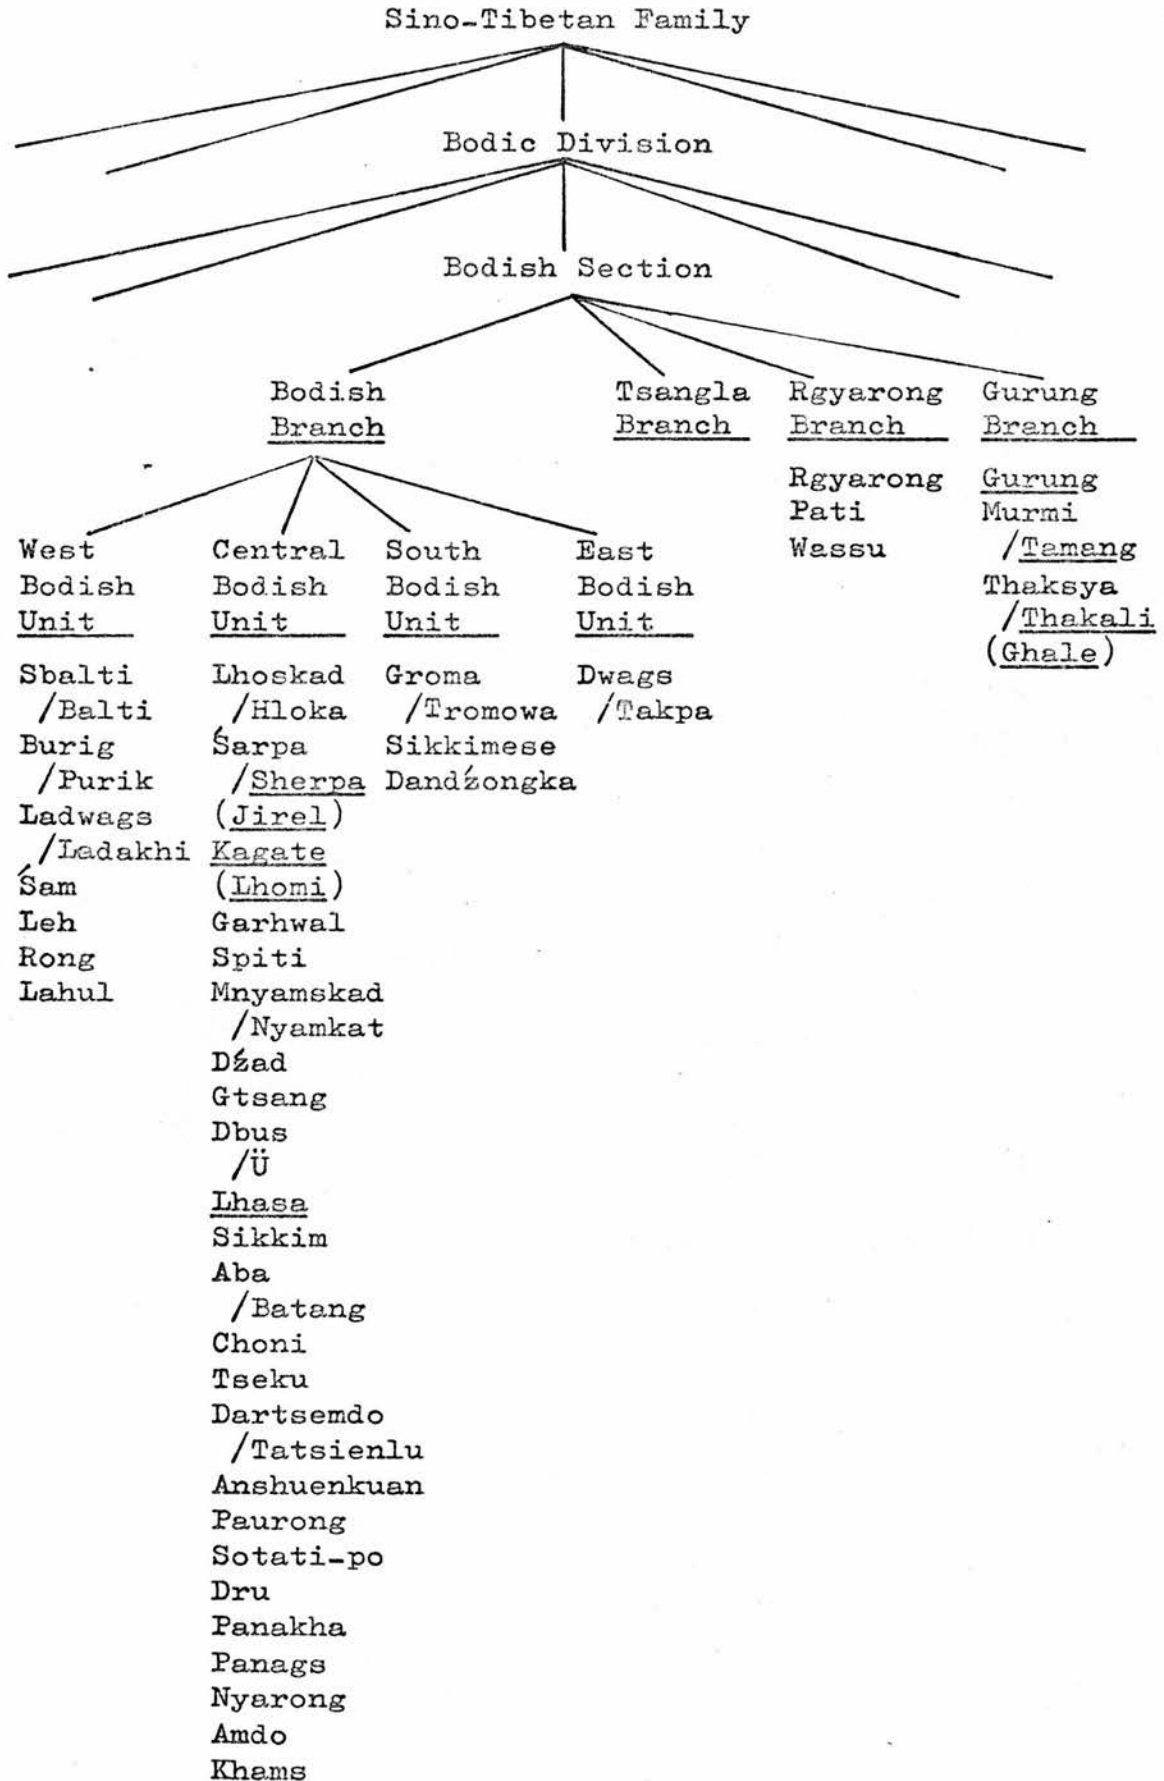 Sino-Tibetan Family
Bodic Division
Bodish Section
Bodish
Branch
Tsangla
Branch
Rgyarong
Branch
Gurung
Branch
West
Bodish
Unit
Sbalti
/Balti
Burig
/Purik
Ladwags
/Ladakhi
Śam
Leh
Rong
Lahul
Central
Bodish
Unit
Lhoskad
/Hloka
Śarpa
/Sherpa
(Jirel)
Kagate
(Lhomi)
Garhwal
Spiti
Mnyamskad
/Nyamkat
Dźad
Gtsang
Dbus
/Ü
Lhasa
Sikkim
Aba
/Batang
Choni
Tseku
Dartsemdo
/Tatsienlu
Anshuenkuan
Paurong
Sotati-po
Dru
Panakha
Panags
Nyarong
Amdo
Khams
South
Bodish
Unit
Groma
/Tromowa
Sikkimese
Dandźongka
East
Bodish
Unit
Dwags
/Takpa
Rgyarong
Pati
Wassu
Gurung
Murmi
/Tamang
Thaksya
/Thakali
(Ghale)